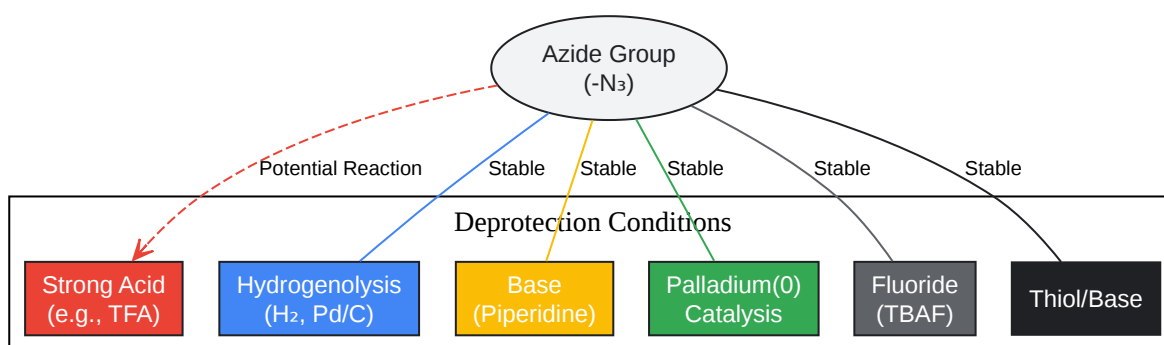 Azide Group
(-N₃)
Potential Reaction
Stable
Stable
Stable
Stable
Stable
Deprotection Conditions
Strong Acid
(e.g., TFA)
Hydrogenolysis
(H₂, Pd/C)
Base
(Piperidine)
Palladium(0)
Catalysis
Fluoride
(TBAF)
Thiol/Base